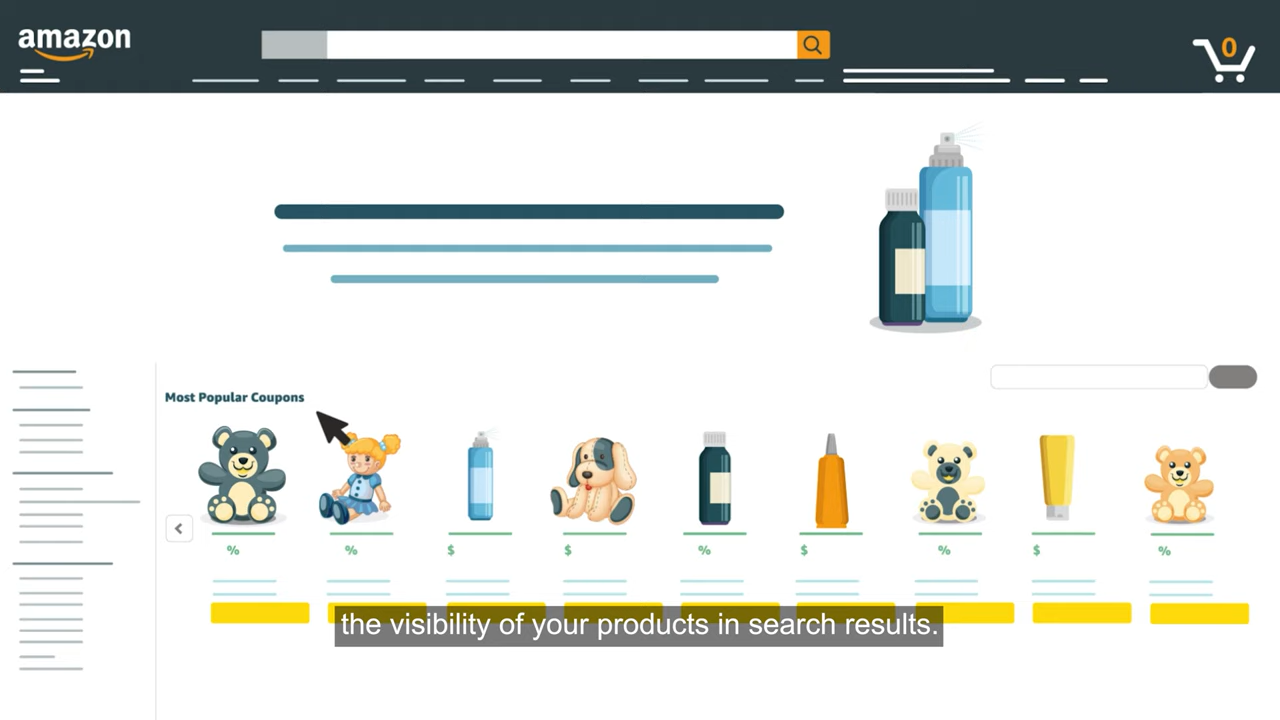 amazon
0
Most Popular Coupons
% % $ $ % $ % $ %
the visibility of your products in search results.